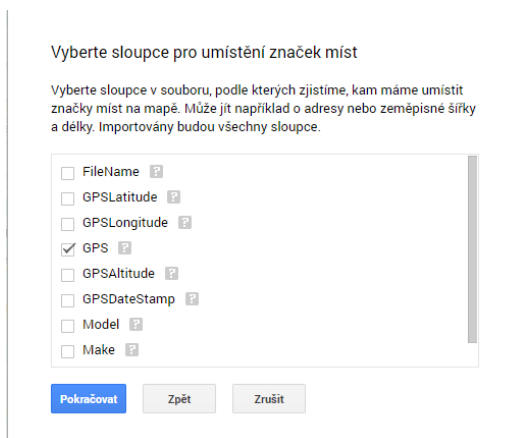 Vyberte sloupce pro umístění značek míst
Vyberte sloupce v souboru, podle kterých zjistíme, kam máme umístit
značky míst na mapě. Může jít například o adresy nebo zeměpisné šířky
a délky. Importovány budou všechny sloupce.
FileName ?
GPSLatitude ?
GPSLongitude ?
GPS ?
GPSAltitude ?
GPSDateStamp ?
Model ?
Make ?
Pokračovat Zpět Zrušit